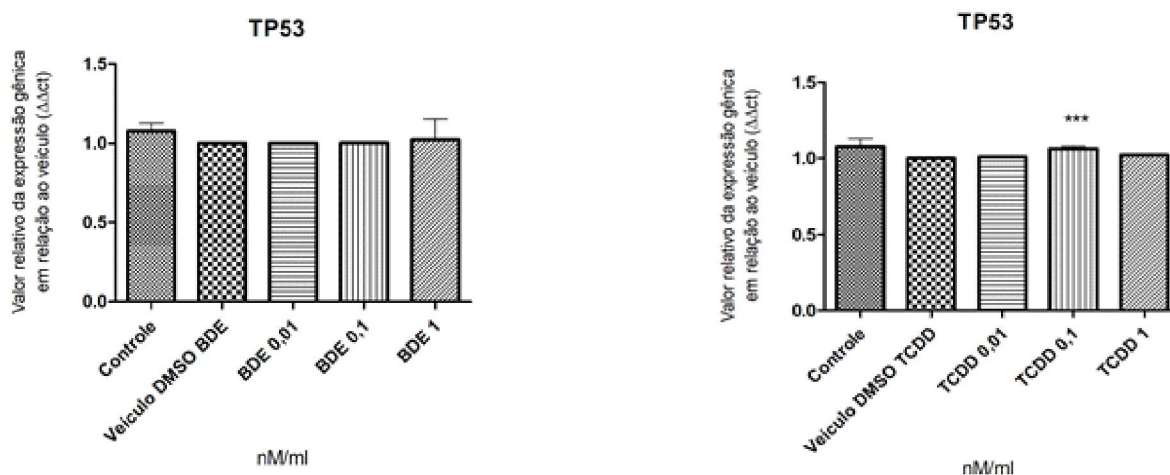 TP53
Valor relativo da expressão gênica
em relação ao veículo (ΔΔct)
1.5
1.0
0.5
0.0
Controle
Veículo DMSO BDE
BDE 0,01
BDE 0,1
BDE 1
nM/ml
TP53
Valor relativo da expressão gênica
em relação ao veículo (ΔΔct)
1.5
1.0
0.5
0.0
***
Controle
Veículo DMSO TCDD
TCDD 0,01
TCDD 0,1
TCDD 1
nM/ml